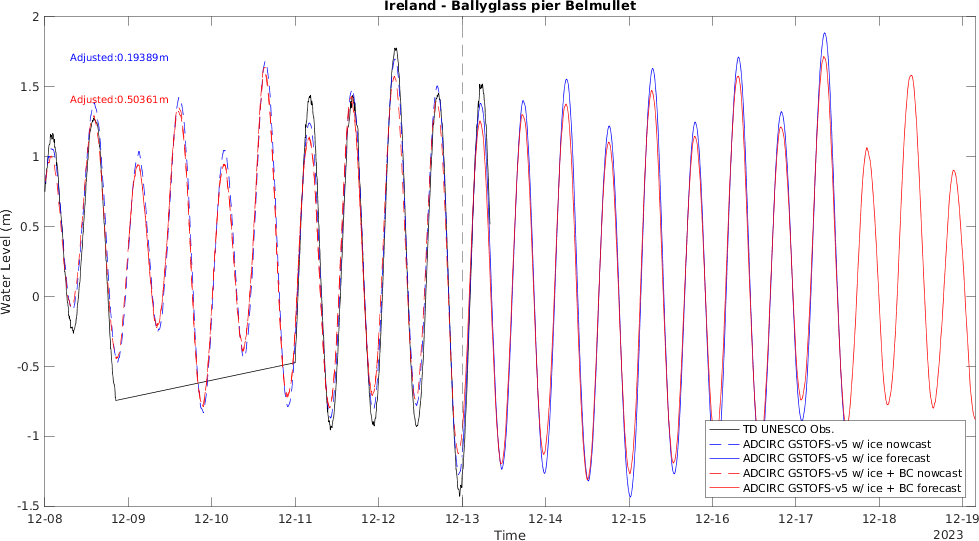 Ireland - Ballyglass pier Belmullet
Adjusted:0.19389m
Adjusted:0.50361m
Water Level (m)
2
1.5
1
0.5
0
-0.5
-1
-1.5
TD UNESCO Obs.
ADCIRC GSTOFS-v5 w/ ice nowcast
ADCIRC GSTOFS-v5 w/ ice forecast
ADCIRC GSTOFS-v5 w/ ice + BC nowcast
ADCIRC GSTOFS-v5 w/ ice + BC forecast
12-08 12-09 12-10 12-11 12-12 12-13 12-14 12-15 12-16 12-17 12-18 12-19
Time
2023